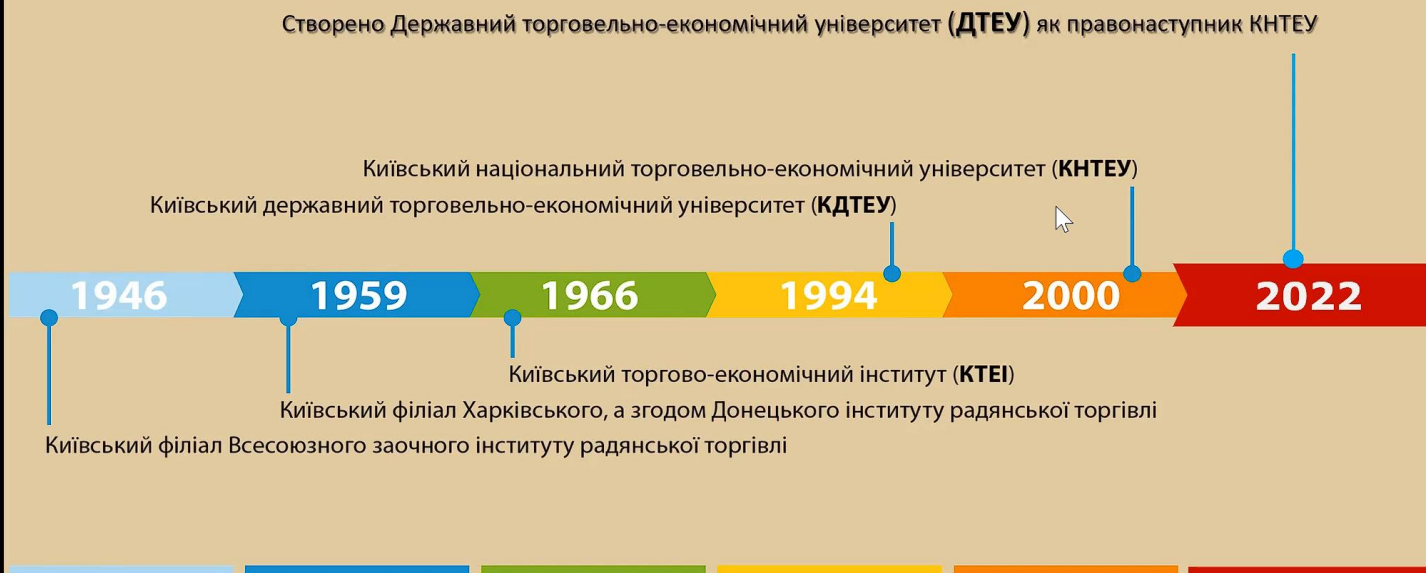 Створено Державний торговельно-економічний університет (ДТЕУ) як правонаступник КНТЕУ
Київський національний торговельно-економічний університет (КНТЕУ)
Київський державний торговельно-економічний університет (КДТЕУ)
1946 1959 1966 1994 2000 2022
Київський торгово-економічний інститут (КТЕІ)
Київський філіал Харківського, а згодом Донецького інституту радянської торгівлі
Київський філіал Всесоюзного заочного інституту радянської торгівлі